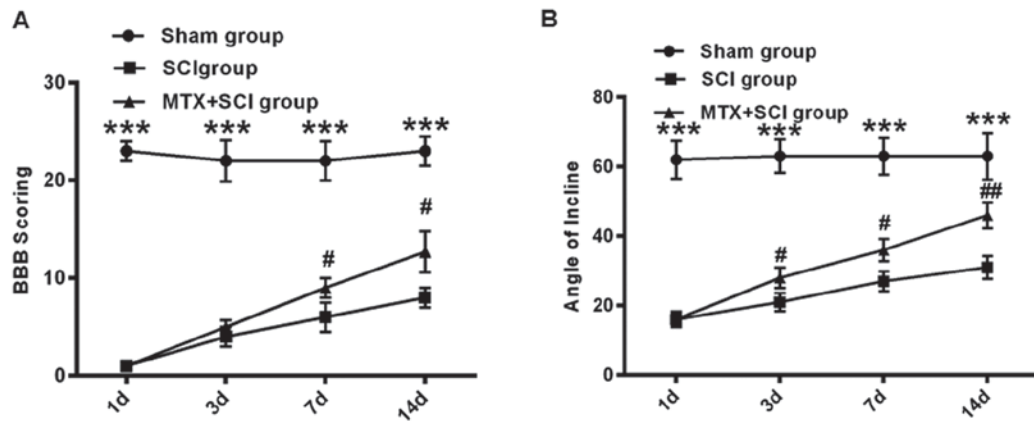 A
Sham group
SCIgroup
MTX+SCI group
30
20
10
0
BBB Scoring
*** *** *** ***
# #
1d 3d 7d 14d
B
Sham group
SCI group
MTX+SCI group
80
60
40
20
0
Angle of Incline
*** *** *** ***
# # ##
1d 3d 7d 14d